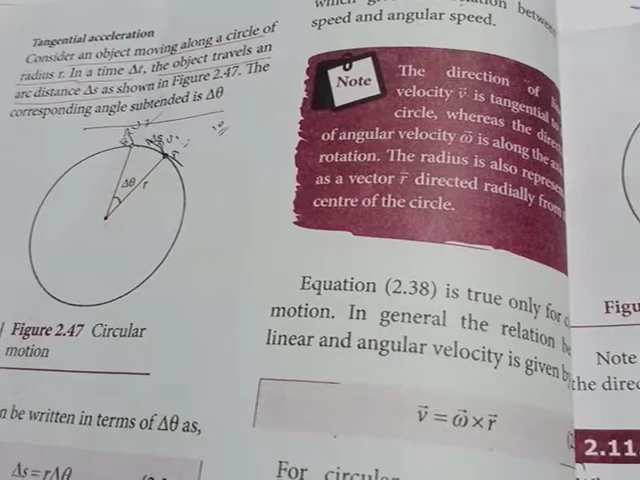 Tangential acceleration
Consider an object moving along a circle of
radius r. In a time Δt, the object travels an
arc distance Δs as shown in Figure 2.47. The
corresponding angle subtended is Δθ
Δθ
r
Figure 2.47 Circular
motion
n be written in terms of Δθ as,
Δs=rΔθ
speed and angular speed.
Note
The direction of
velocity v⃗ is tangential
circle, whereas the
of angular velocity ω⃗ is along the
rotation. The radius is also
as a vector r⃗ directed radially from
centre of the circle.
Equation (2.38) is true only for
motion. In general the relation
linear and angular velocity is given
v⃗ = ω⃗ × r⃗
For
Note
the
2.11